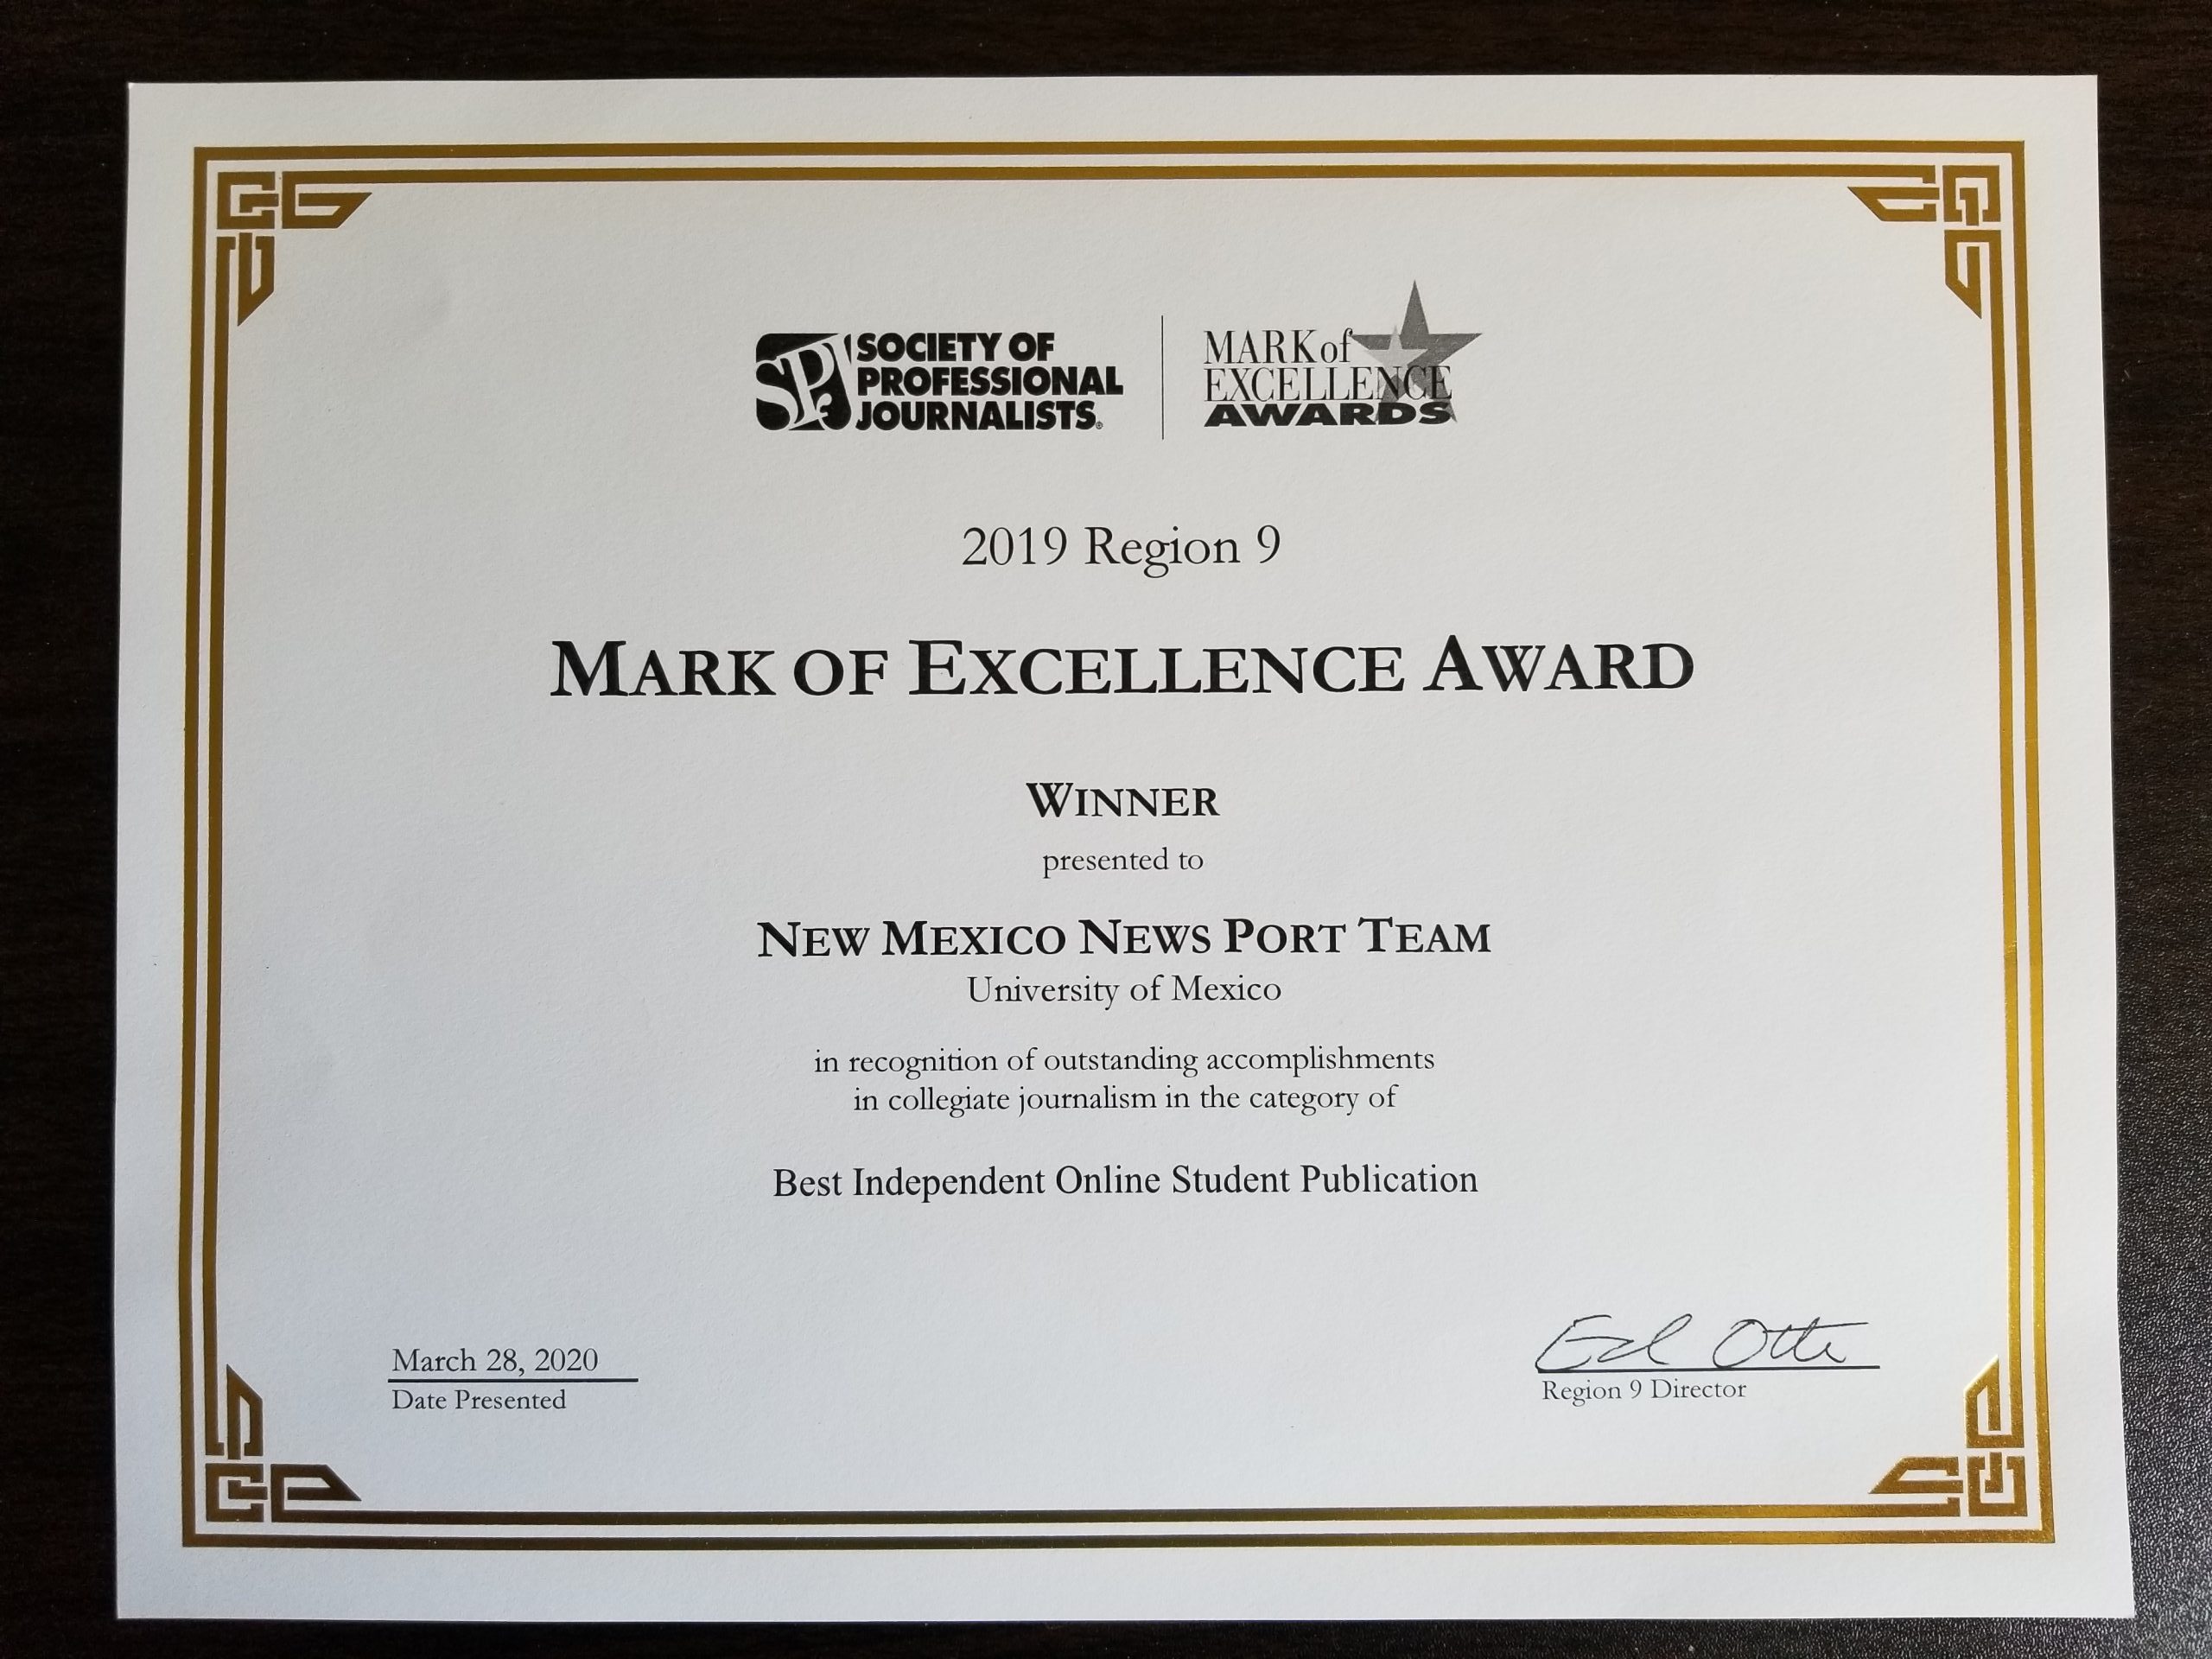 SPJ SOCIETY OF
PROFESSIONAL
JOURNALISTS®
MARK of
EXCELLENCE
AWARDS
2019 Region 9
MARK OF EXCELLENCE AWARD
WINNER
presented to
NEW MEXICO NEWS PORT TEAM
University of Mexico
in recognition of outstanding accomplishments
in collegiate journalism in the category of
Best Independent Online Student Publication
March 28, 2020
Date Presented
Ed Otte
Region 9 Director